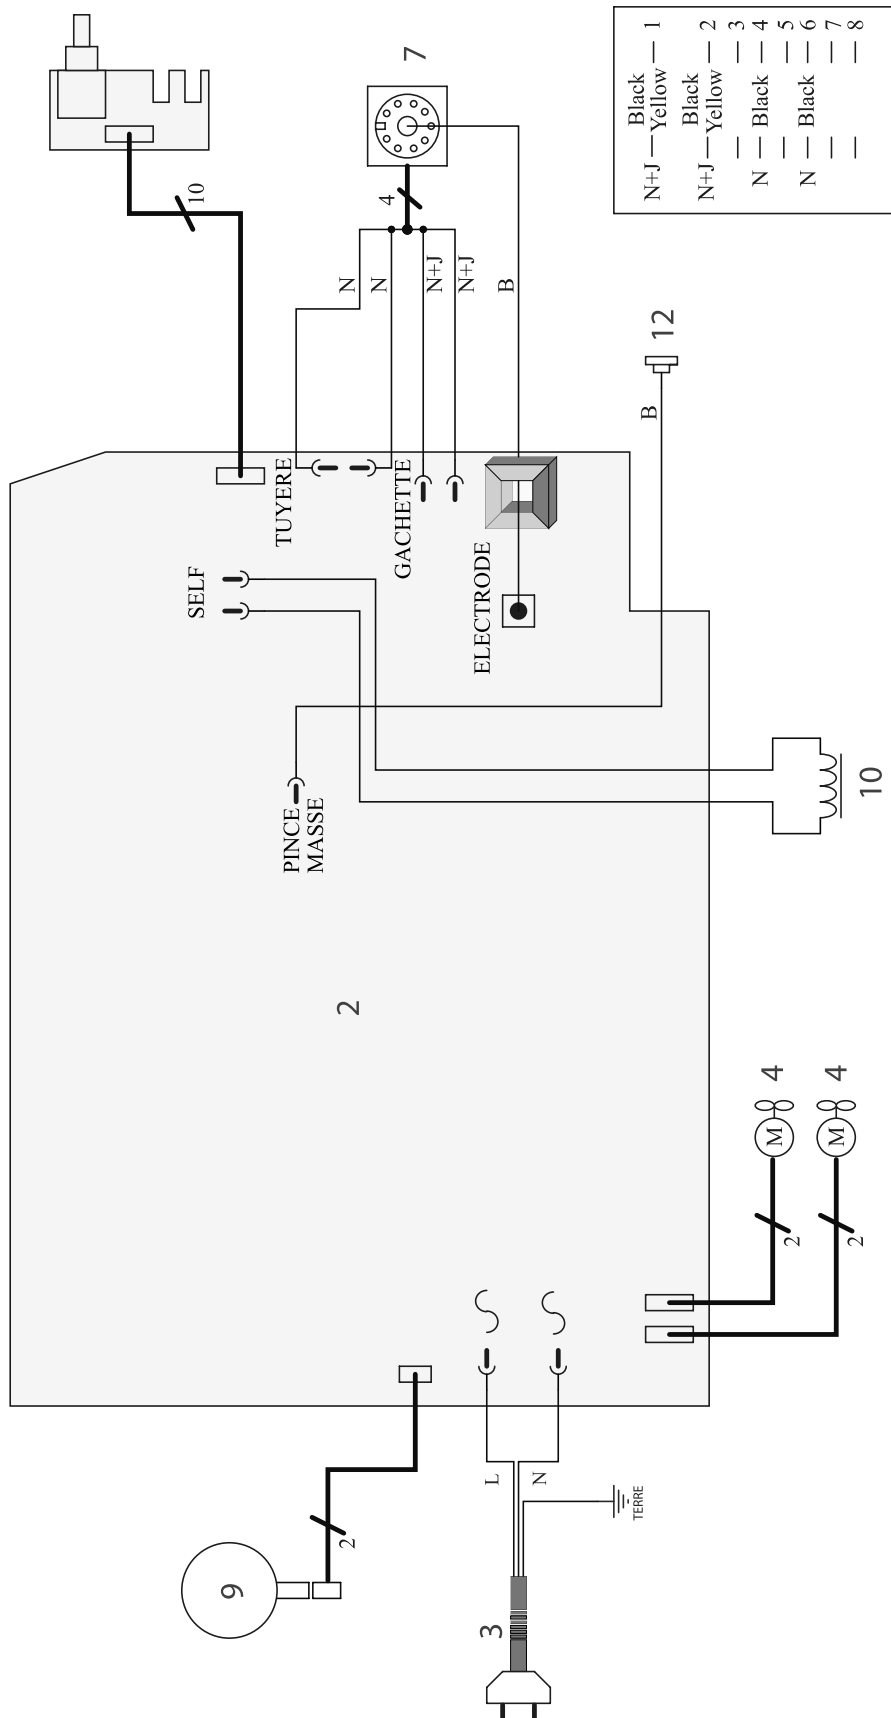 10
SELF
9
TUYERE
PINCE
MASSE
2
2
N
N
4
GACHETTE
7
N+J
N+J
ELECTRODE
3
L
B
N
TERRE
B
12
M 4
2
M 4
2
10
N+J — Black Yellow — 1
N+J — Black Yellow — 2
— — 3
N — Black — 4
— — 5
N — Black — 6
— — 7
— — 8